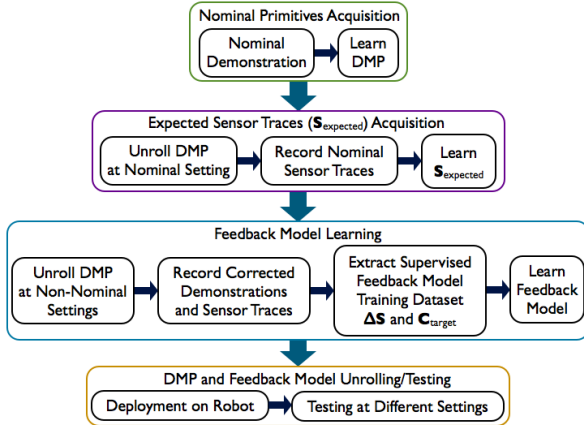 Nominal Primitives Acquisition
Nominal
Demonstration
Learn
DMP
Expected Sensor Traces (S_expected) Acquisition
Unroll DMP
at Nominal Setting
Record Nominal
Sensor Traces
Learn
S_expected
Feedback Model Learning
Unroll DMP
at Non-Nominal
Settings
Record Corrected
Demonstrations
and Sensor Traces
Extract Supervised
Feedback Model
Training Dataset
ΔS and C_target
Learn
Feedback
Model
DMP and Feedback Model Unrolling/Testing
Deployment on Robot
Testing at Different Settings